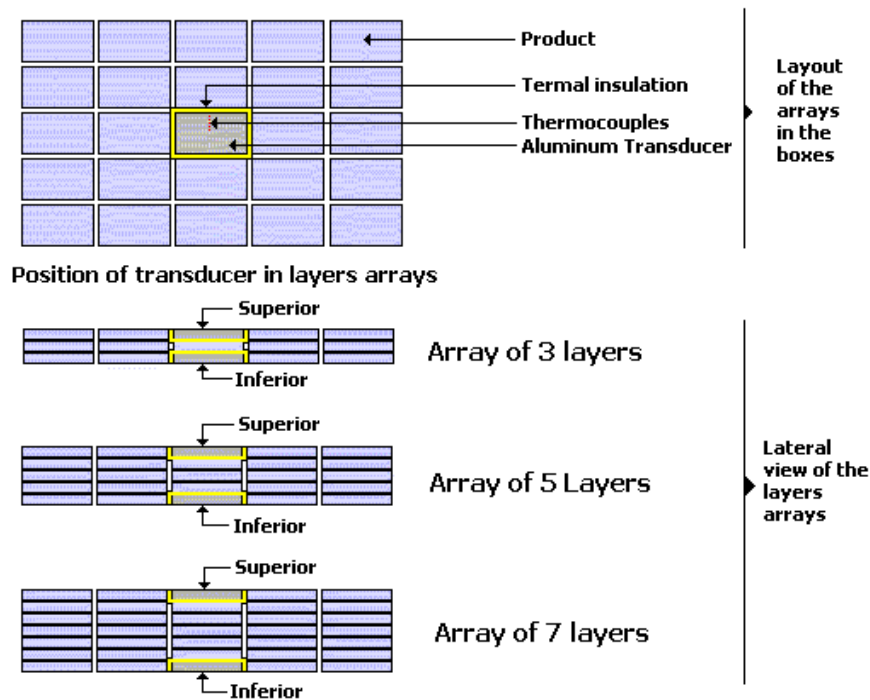 Product
Termal insulation
Thermocouples
Aluminum Transducer
Layout
of the
arrays
in the
boxes
Position of transducer in layers arrays
Superior
Array of 3 layers
Inferior
Superior
Array of 5 Layers
Inferior
Superior
Array of 7 layers
Inferior
Lateral
view of the
layers
arrays